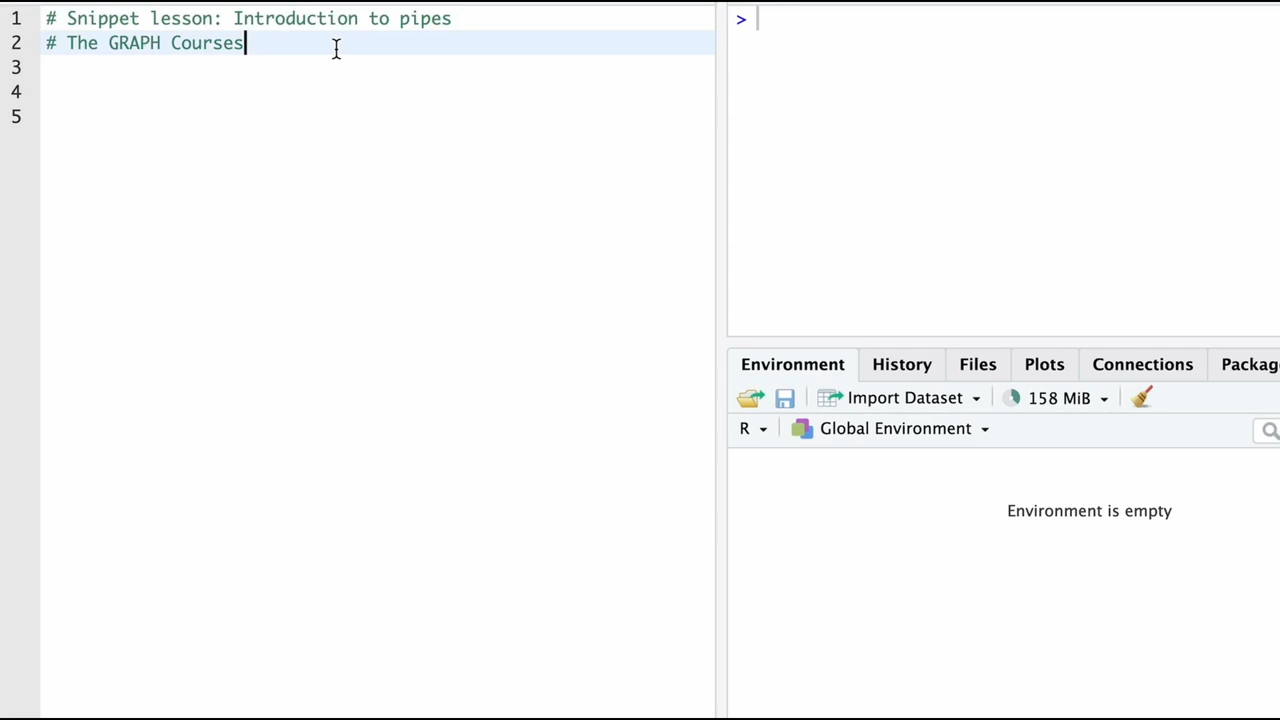 1 # Snippet lesson: Introduction to pipes
2 # The GRAPH Courses
3
4
5
>
Environment History Files Plots Connections Packag
Import Dataset 158 MiB
R Global Environment
Environment is empty